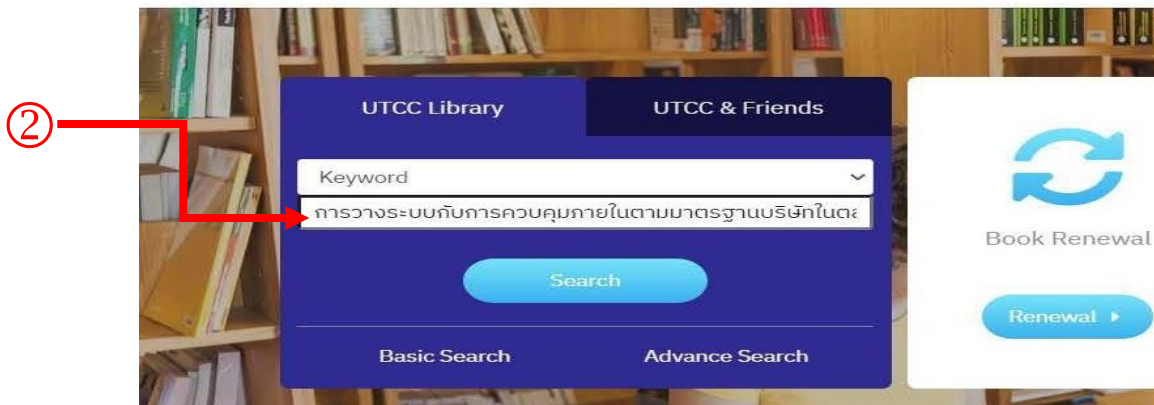 UTCC Library
UTCC & Friends
②
Keyword
การวางระบบกับการควบคุมภายในตามมาตรฐานบริษัทในตล
Search
Basic Search
Advance Search
Book Renewal
Renewal